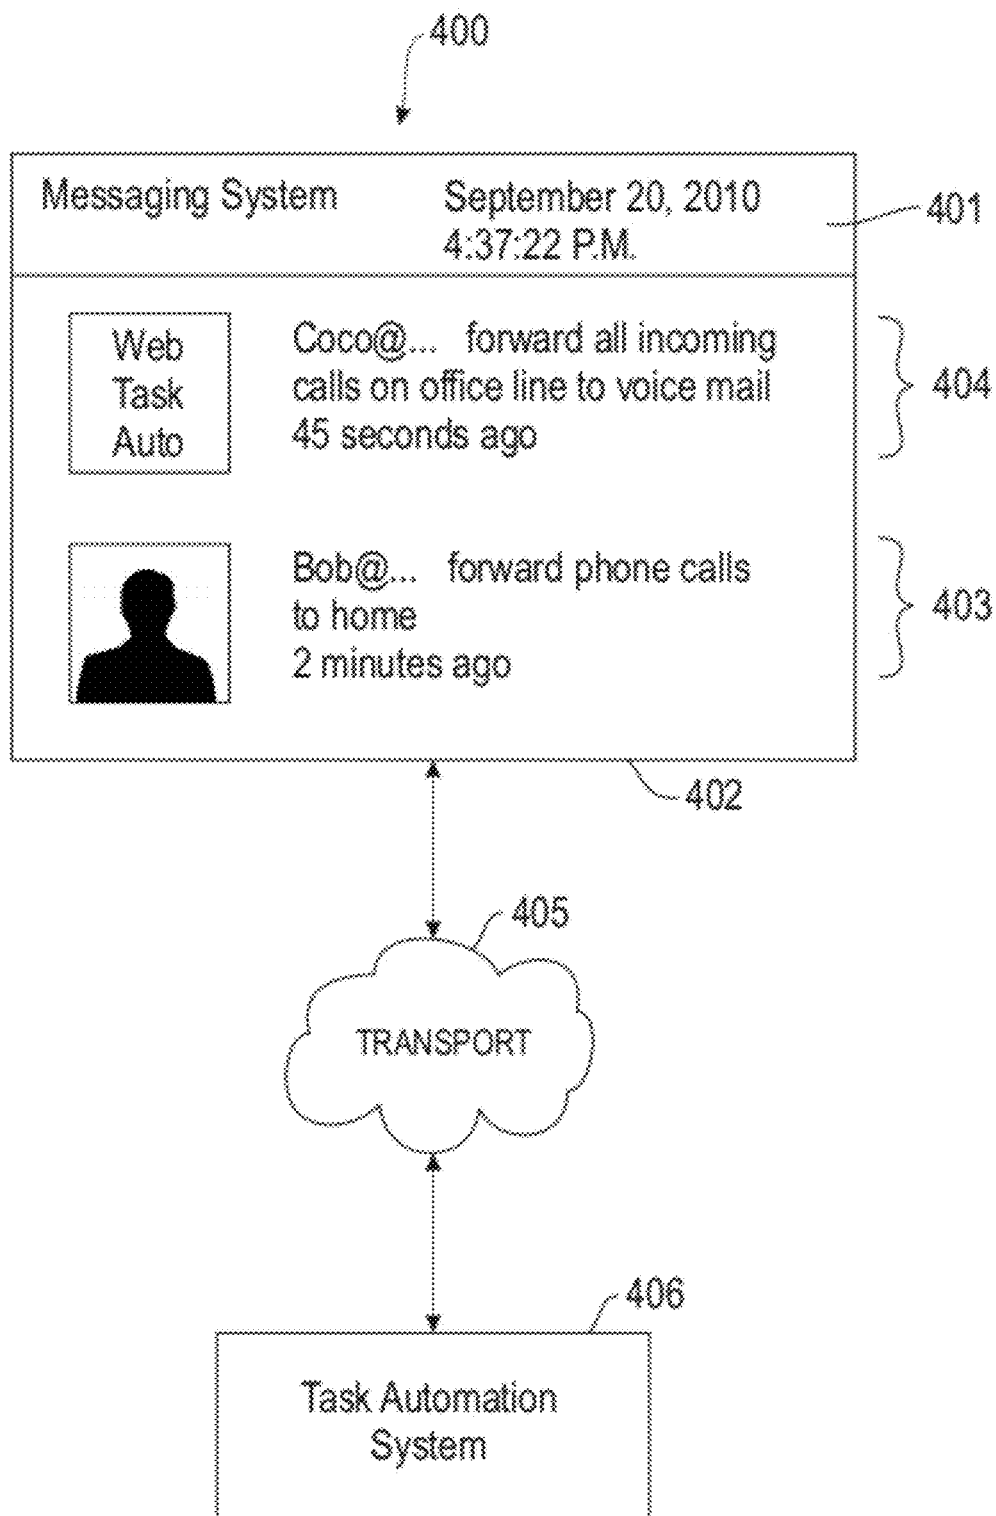 400
Messaging System
September 20, 2010
4:37:22 P.M.
401
Web
Task
Auto
Coco@... forward all incoming
calls on office line to voice mail
45 seconds ago
404
Bob@... forward phone calls
to home
2 minutes ago
403
402
405
TRANSPORT
406
Task Automation
System